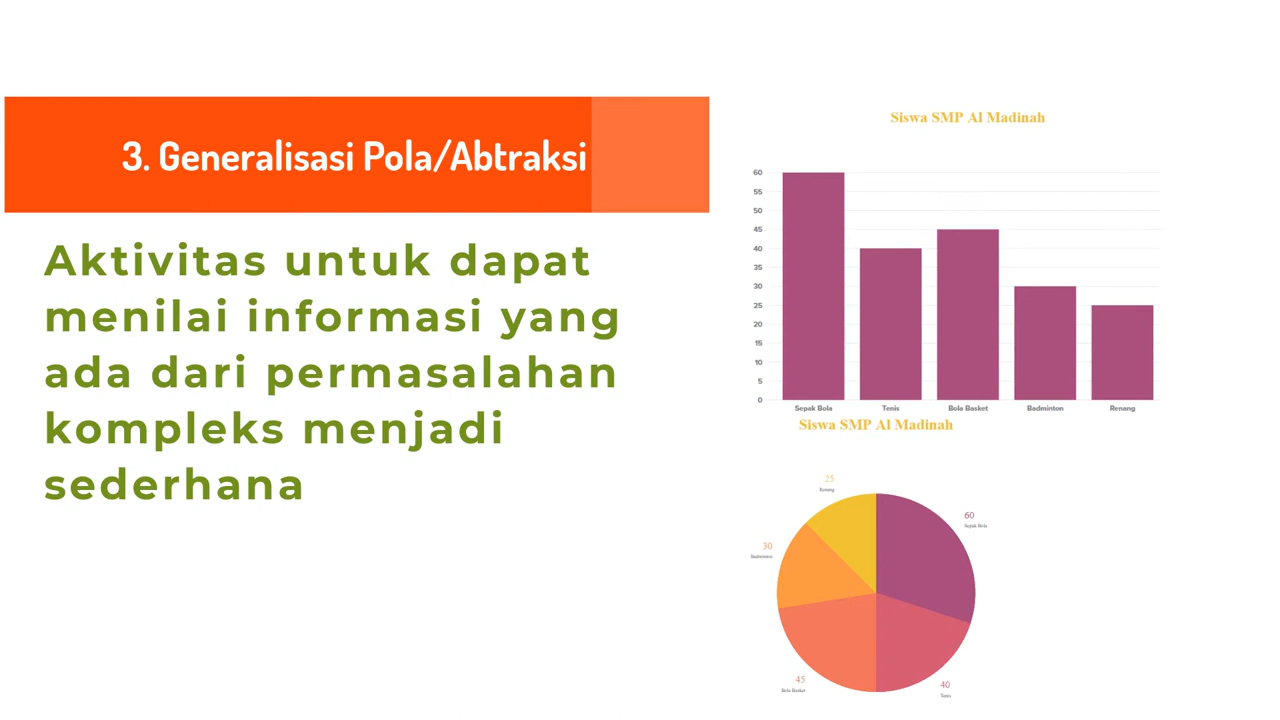 3. Generalisasi Pola/Abtraksi
Aktivitas untuk dapat
menilai informasi yang
ada dari permasalahan
kompleks menjadi
sederhana
Siswa SMP Al Madinah
60
55
50
45
40
35
30
25
20
15
10
5
0
Sepak Bola Tenis Bola Basket Badminton Renang
Siswa SMP Al Madinah
25
Renang
60
Sepak Bola
30
Badminton
45
Bola Basket
40
Tenis